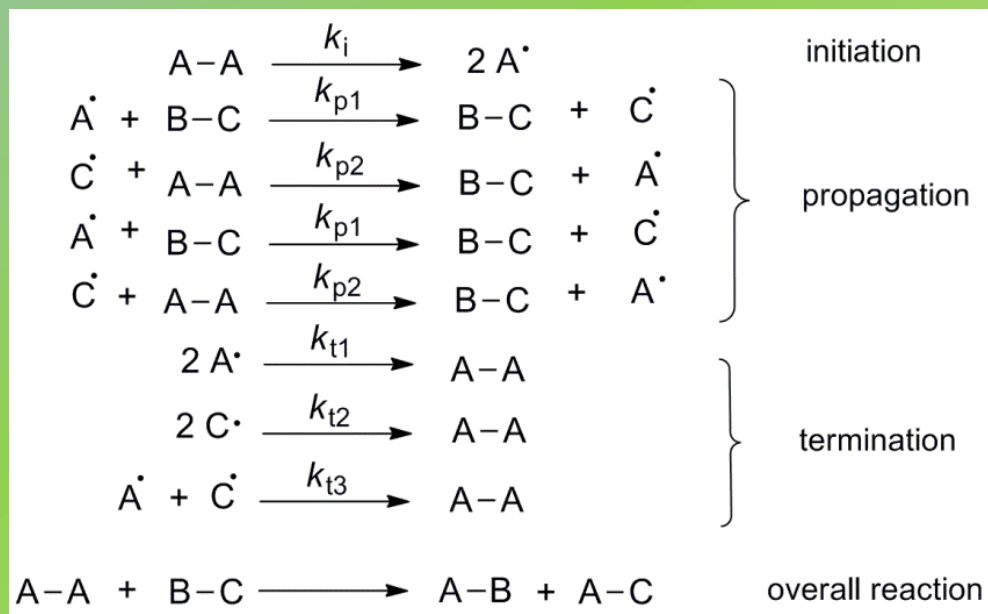 A–A kᵢ 2 A• initiation
A• + B–C kp1 B–C + C•
C• + A–A kp2 B–C + A• propagation
A• + B–C kp1 B–C + C•
C• + A–A kp2 B–C + A•
2 A• kt1 A–A
2 C• kt2 A–A termination
A• + C• kt3 A–A
A–A + B–C A–B + A–C overall reaction